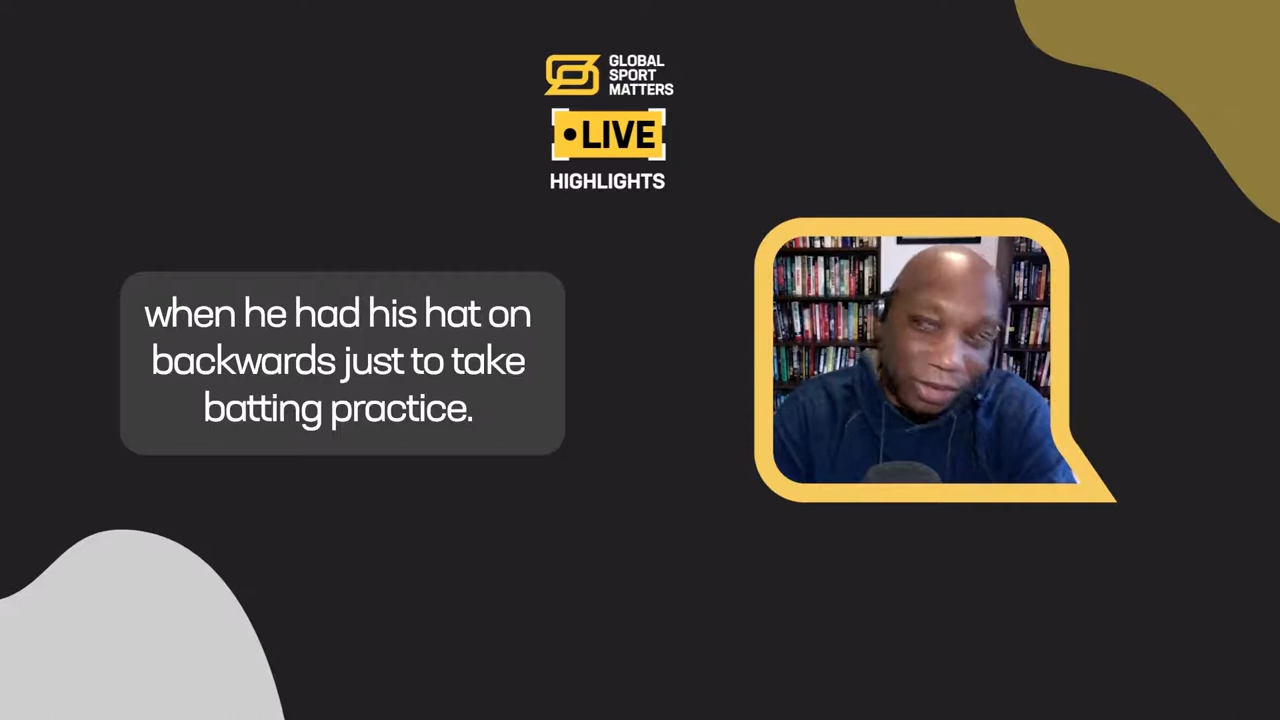 GLOBAL
SPORT
MATTERS
• LIVE
HIGHLIGHTS
when he had his hat on
backwards just to take
batting practice.